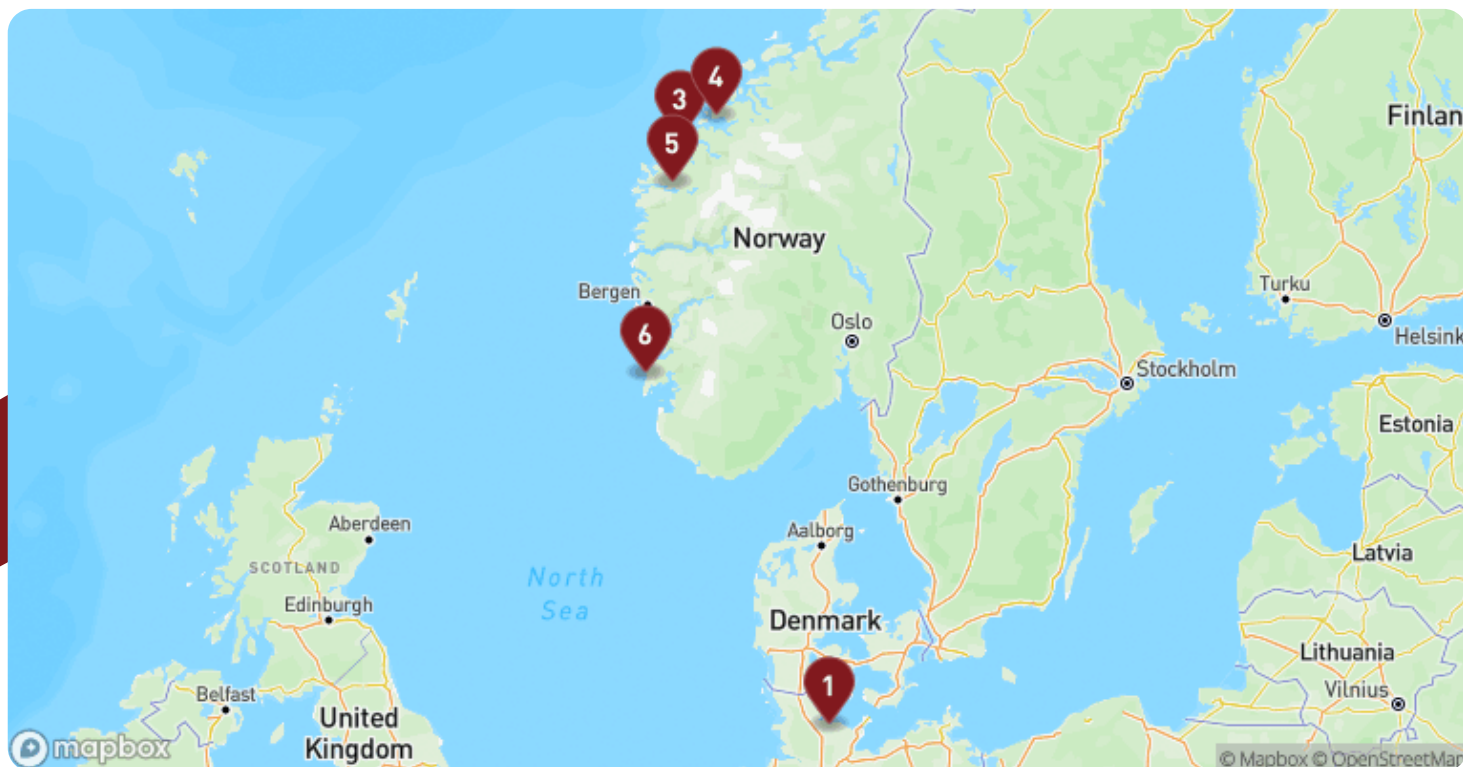 4
3
Finlan
5
Norway
Turku
Bergen
Oslo
Helsink
6
Stockholm
Estonia
Gothenburg
Aberdeen
Aalborg
Latvia
SCOTLAND
North
Sea
Edinburgh
Denmark
Lithuania
1
Vilnius
Belfast
United
Kingdom
mapbox
© Mapbox © OpenStreetMap